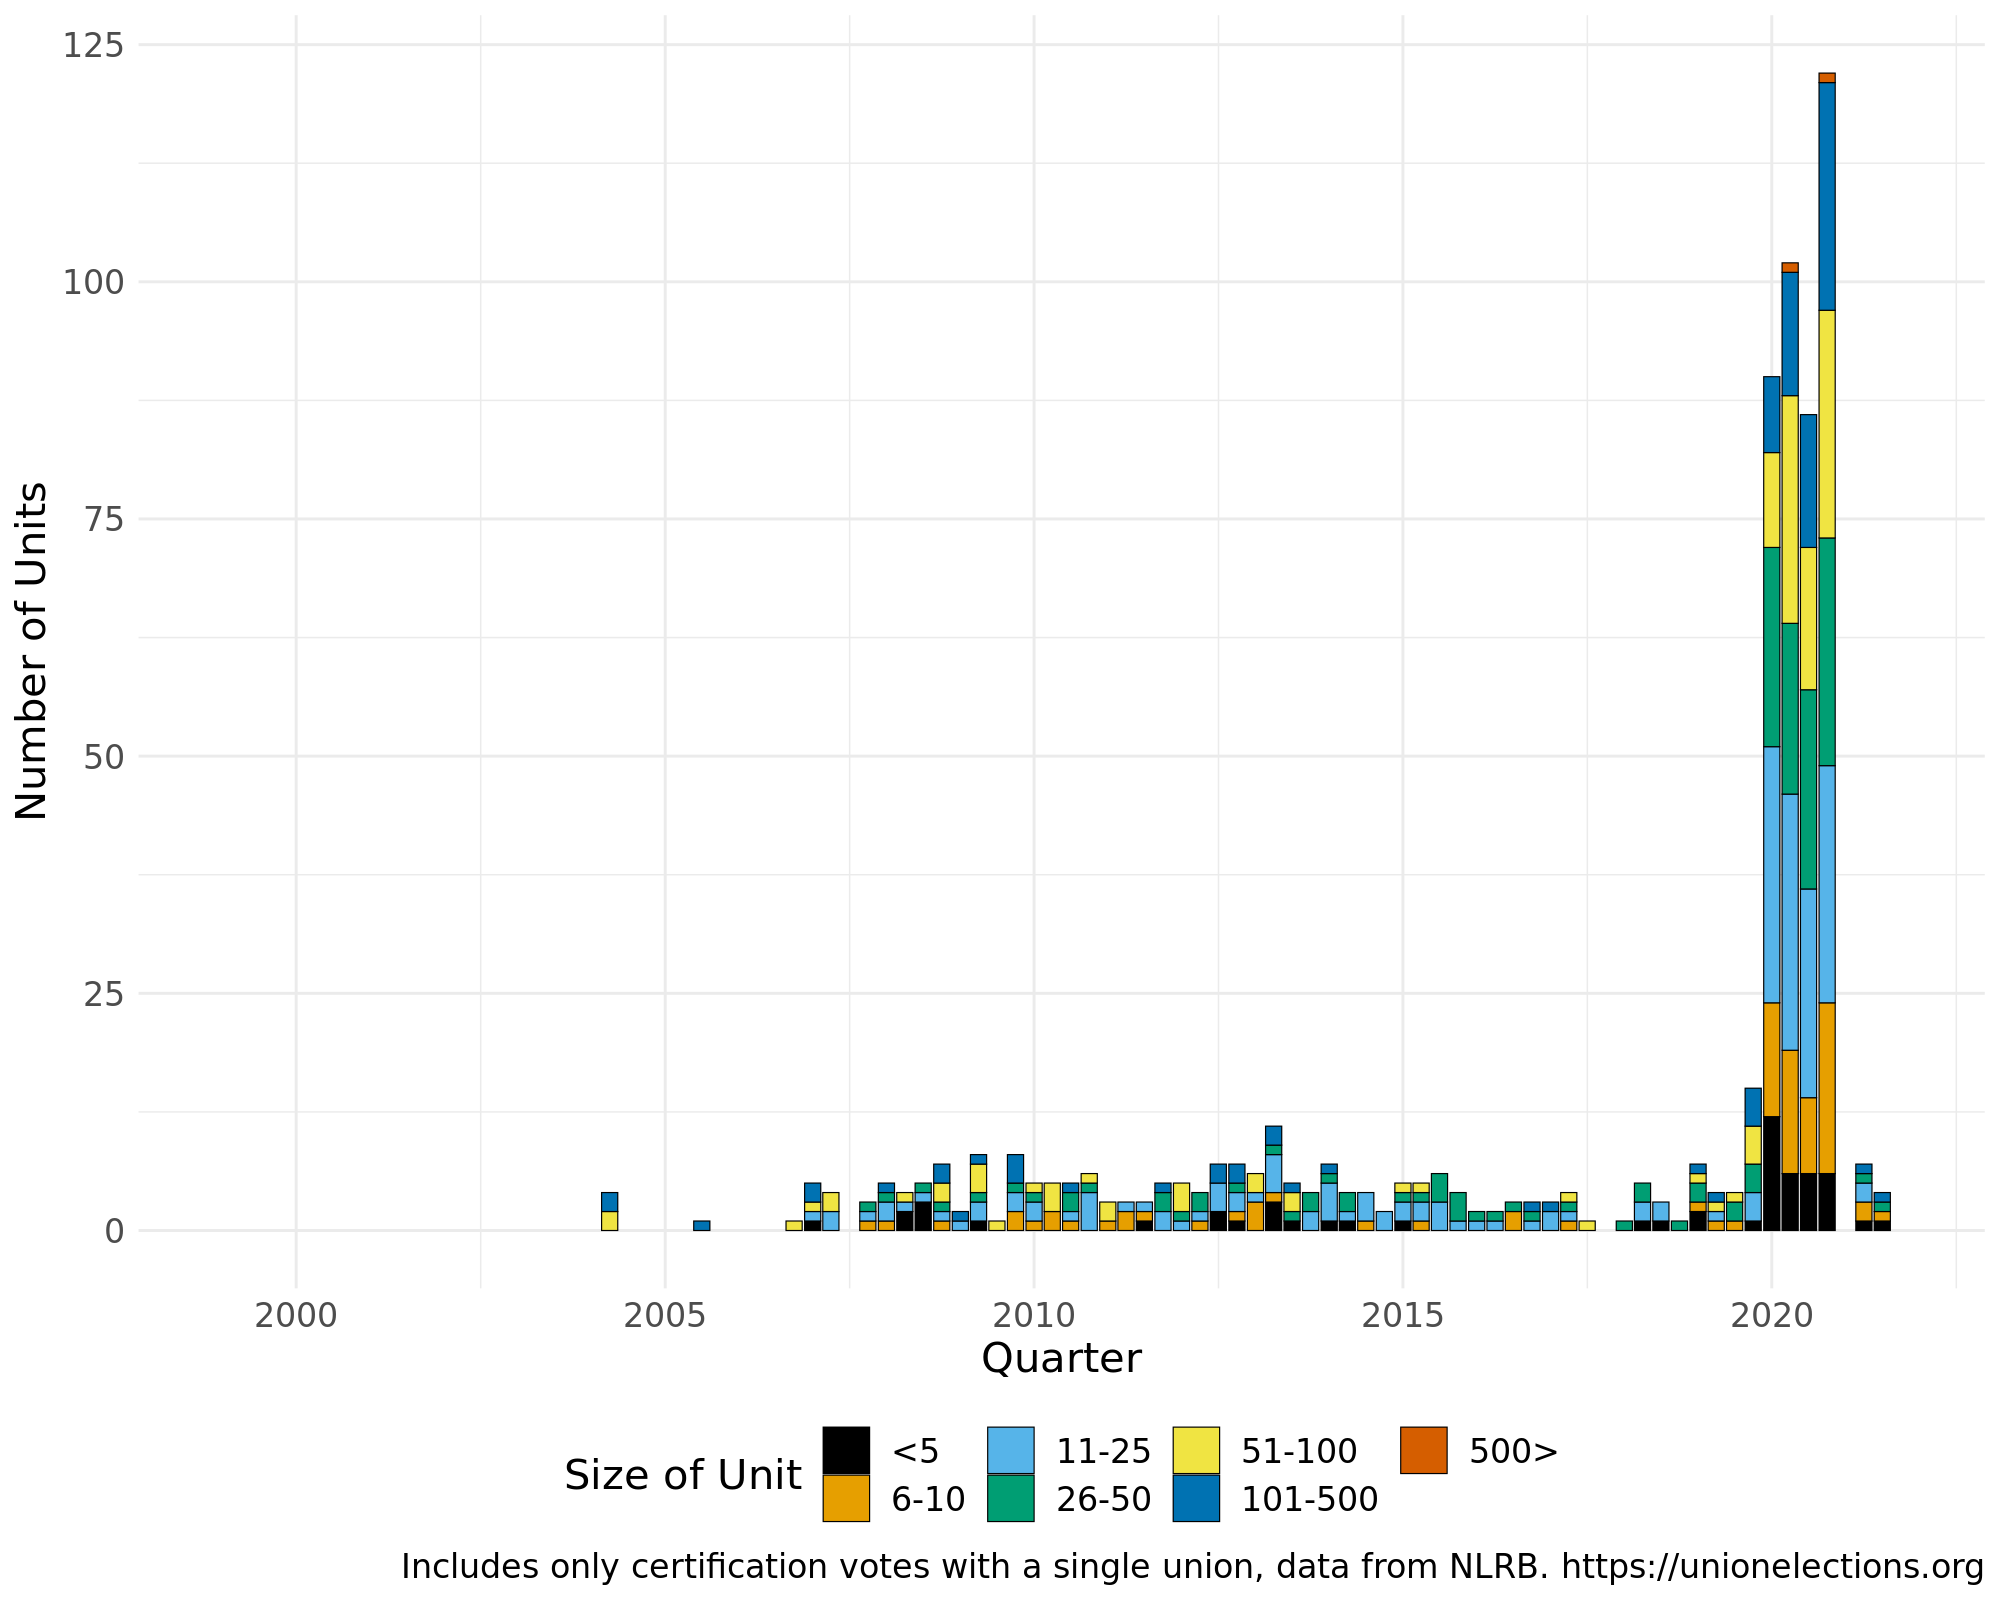 125
100
75
50
25
0
Number of Units
2000 2005 2010 2015 2020
Quarter
Size of Unit
<5 11-25 51-100 500>
6-10 26-50 101-500
Includes only certification votes with a single union, data from NLRB. https://unionelections.org